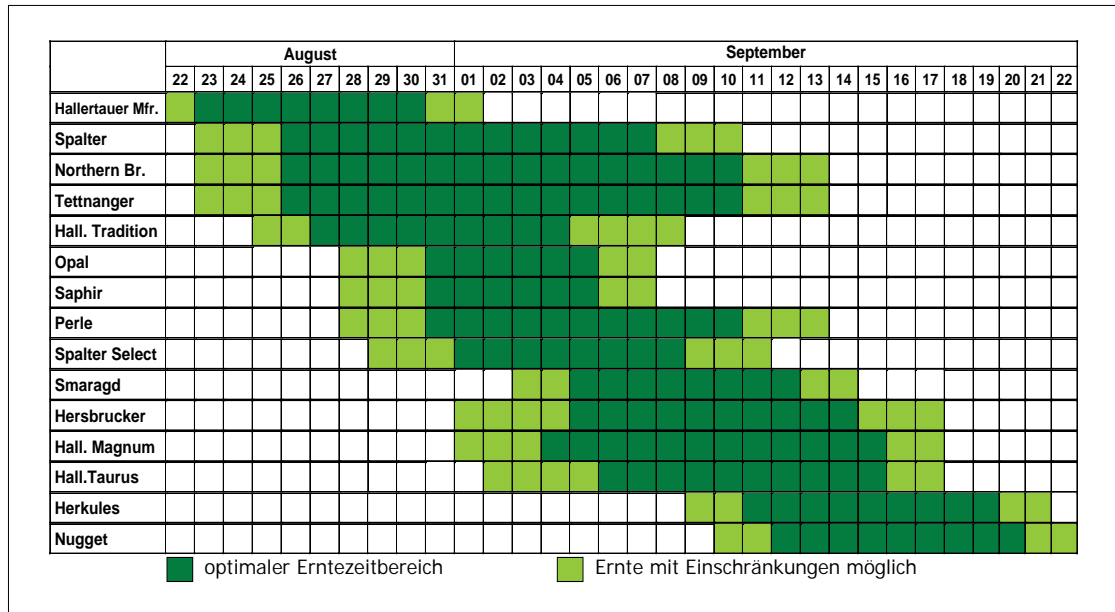 August September
22 23 24 25 26 27 28 29 30 31 01 02 03 04 05 06 07 08 09 10 11 12 13 14 15 16 17 18 19 20 21 22
Hallertauer Mfr.
Spalter
Northern Br.
Tettnanger
Hall. Tradition
Opal
Saphir
Perle
Spalter Select
Smaragd
Hersbrucker
Hall. Magnum
Hall.Taurus
Herkules
Nugget
optimaler Erntezeitbereich Ernte mit Einschränkungen möglich